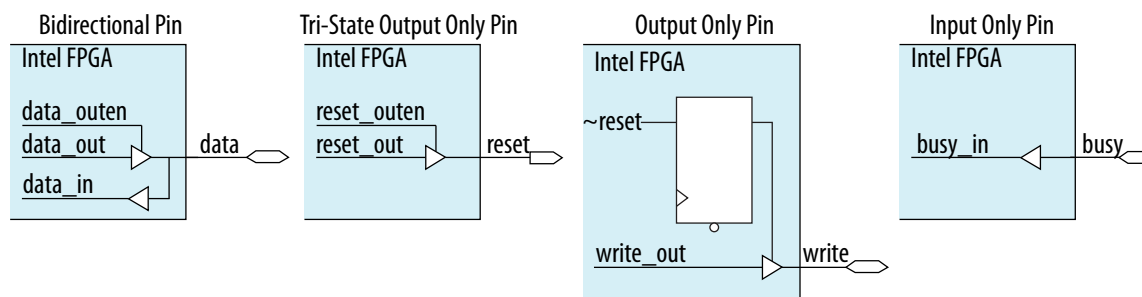 Bidirectional Pin
Intel FPGA
data_outen
data_out
data
data_in
Tri-State Output Only Pin
Intel FPGA
reset_outen
reset_out
reset
Output Only Pin
Intel FPGA
~reset
write_out
write
Input Only Pin
Intel FPGA
busy_in
busy